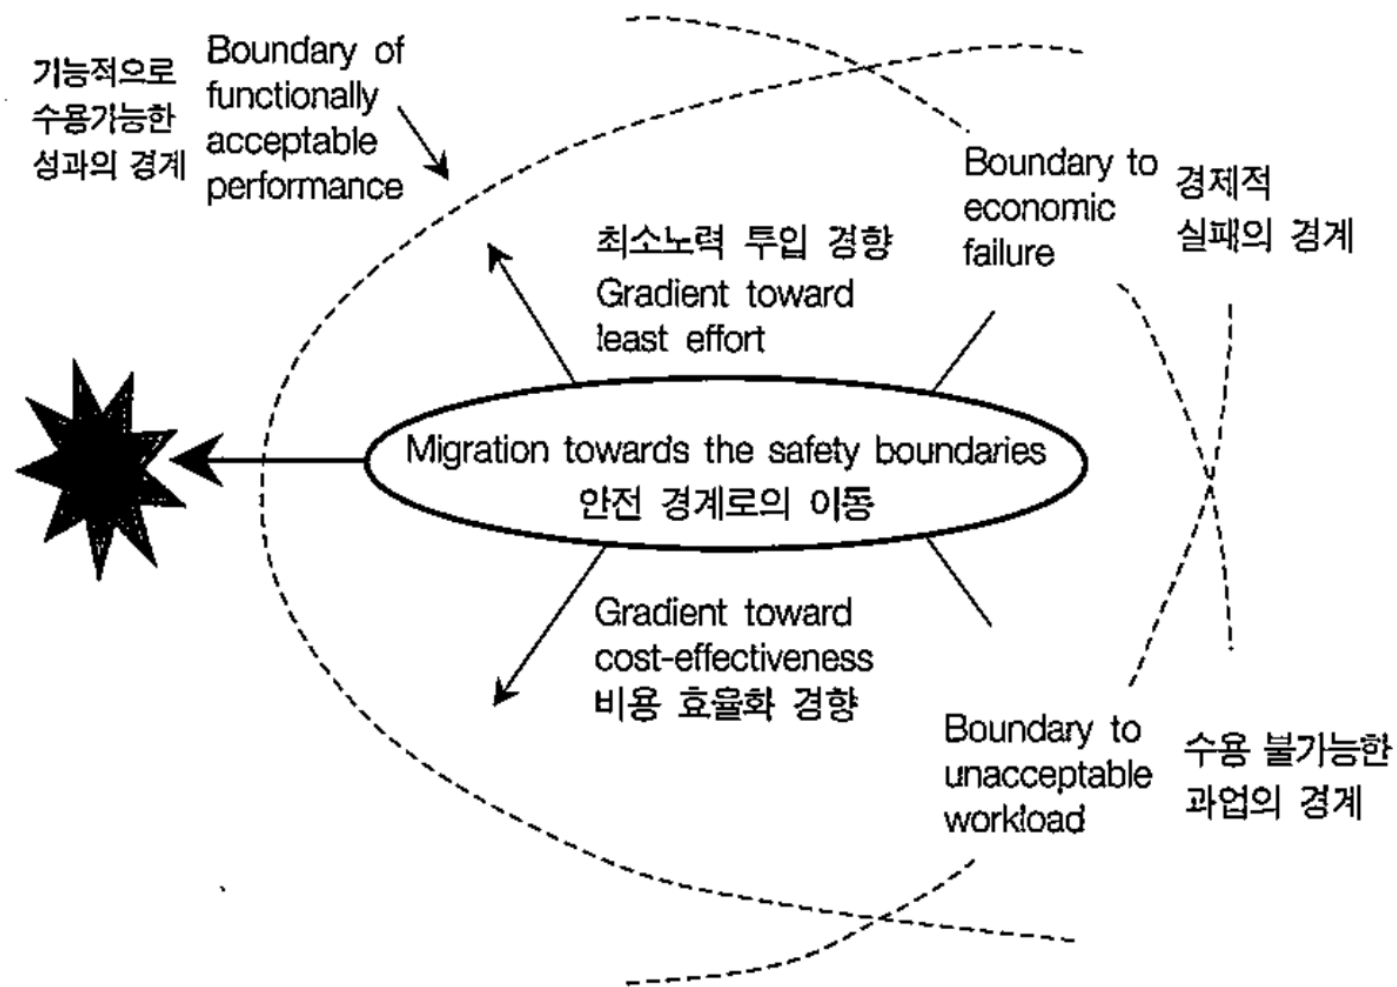 기능적으로
수용가능한
성과의 경계
Boundary of
functionally
acceptable
performance
Boundary to
economic
failure
경제적
실패의 경계
최소노력 투입 경향
Gradient toward
least effort
Migration towards the safety boundaries
안전 경계로의 이동
Gradient toward
cost-effectiveness
비용 효율화 경향
Boundary to
unacceptable
workload
수용 불가능한
과업의 경계